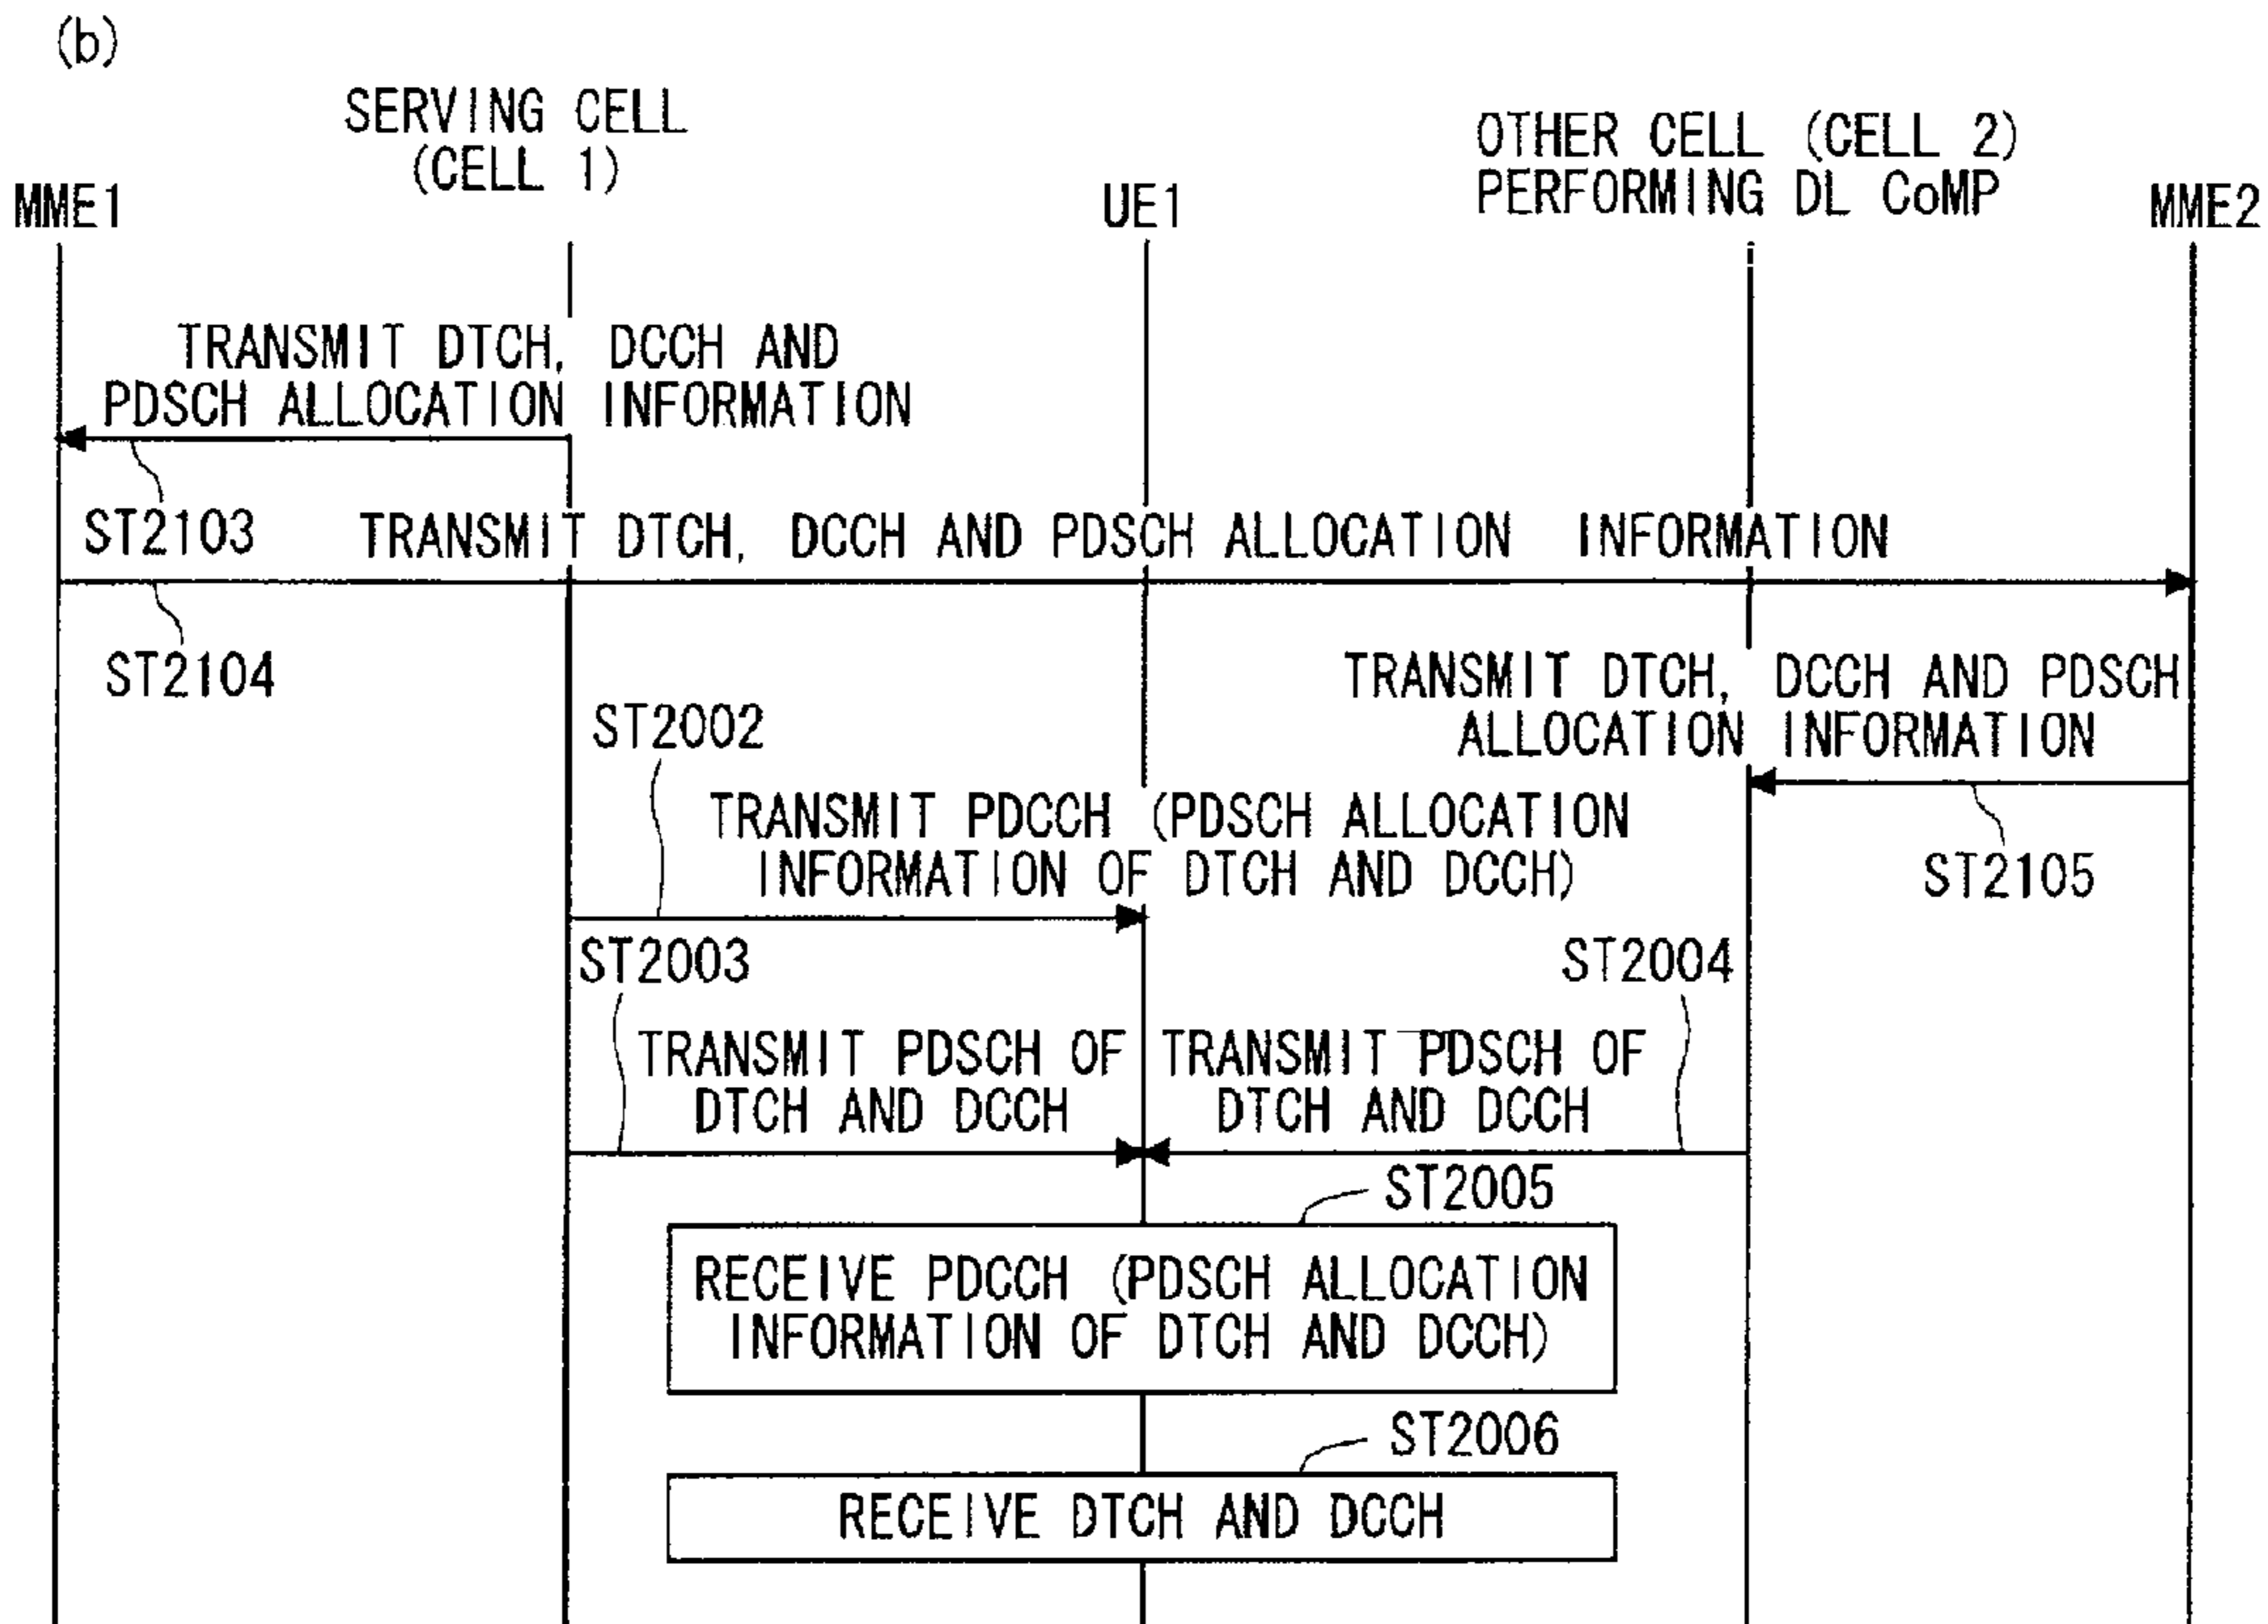 (b)
SERVING CELL
(CELL 1)
OTHER CELL (CELL 2)
PERFORMING DL CoMP
MME1
UE1
MME2
TRANSMIT DTCH, DCCH AND
PDSCH ALLOCATION INFORMATION
ST2103
TRANSMIT DTCH, DCCH AND PDSCH ALLOCATION INFORMATION
ST2104
TRANSMIT DTCH, DCCH AND PDSCH
ALLOCATION INFORMATION
ST2002
TRANSMIT PDCCH (PDSCH ALLOCATION
INFORMATION OF DTCH AND DCCH)
ST2105
ST2003
ST2004
TRANSMIT PDSCH OF
DTCH AND DCCH
TRANSMIT PDSCH OF
DTCH AND DCCH
ST2005
RECEIVE PDCCH (PDSCH ALLOCATION
INFORMATION OF DTCH AND DCCH)
ST2006
RECEIVE DTCH AND DCCH